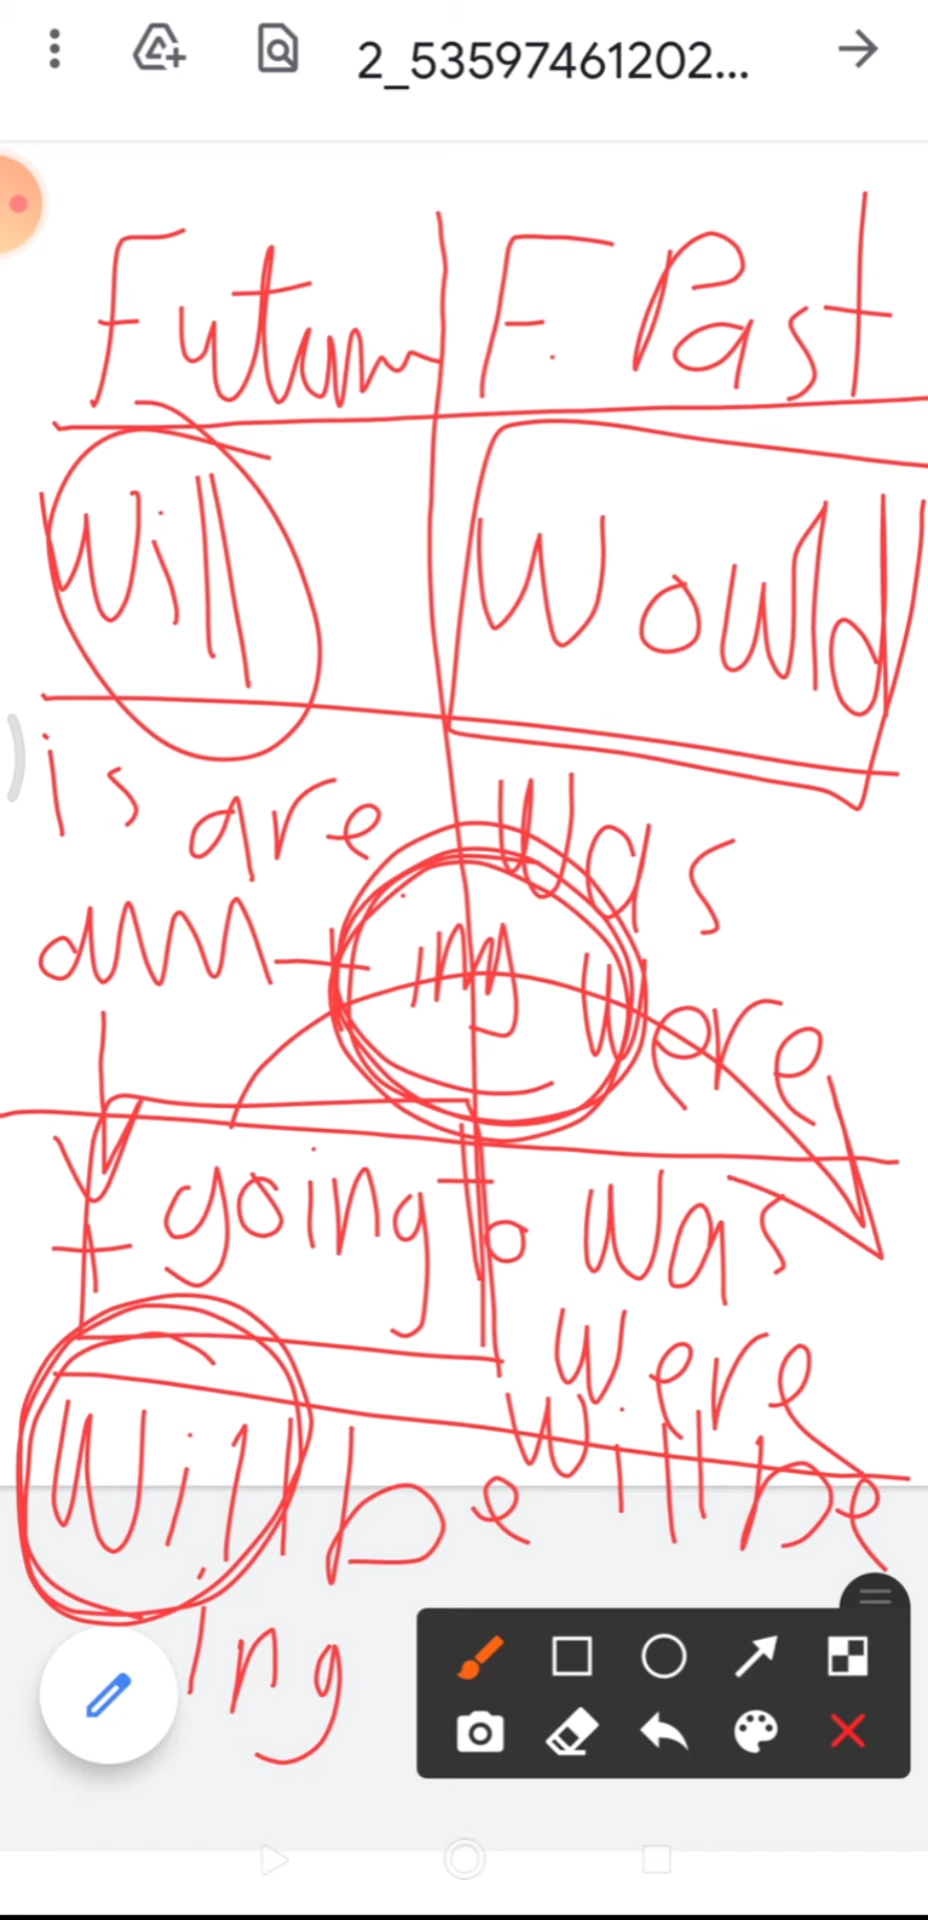 2_53597461202...
Future F. Past
Will Would
is are was
am + ing were
+ going to was
were
Will be will be
ing